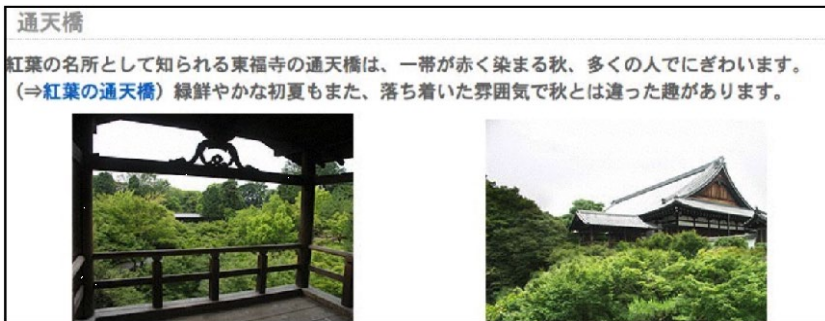 通天橋
紅葉の名所として知られる東福寺の通天橋は、一帯が赤く染まる秋、多くの人でにぎわいます。
（⇒紅葉の通天橋）緑鮮やかな初夏もまた、落ち着いた雰囲気で秋とは違った趣があります。